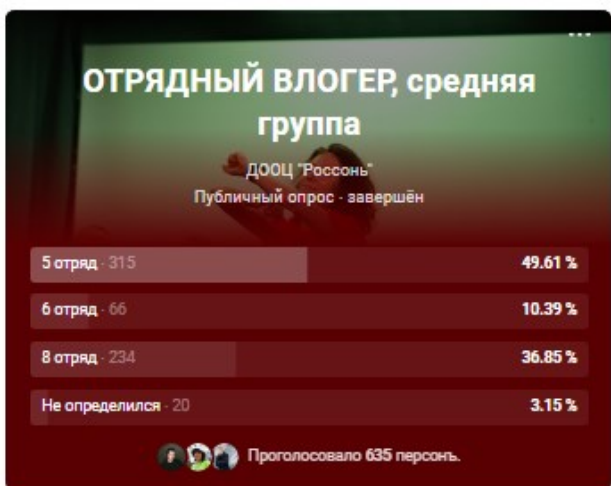 ОТРЯДНЫЙ ВЛОГЕР, средняя
группа
ДООЦ "Россонь"
Публичный опрос · завершён
5 отряд · 315 49.61 %
6 отряд · 66 10.39 %
8 отряд · 234 36.85 %
Не определился · 20 3.15 %
Проголосовало 635 персонъ.